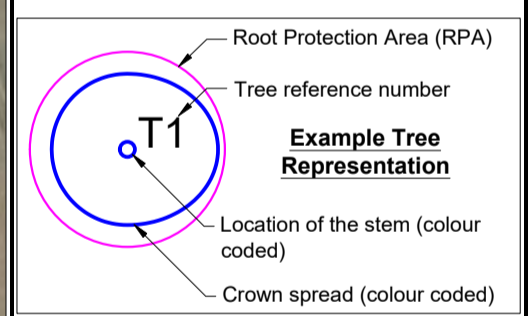 Root Protection Area (RPA)
Tree reference number
T1
Example Tree
Representation
Location of the stem (colour
coded)
Crown spread (colour coded)